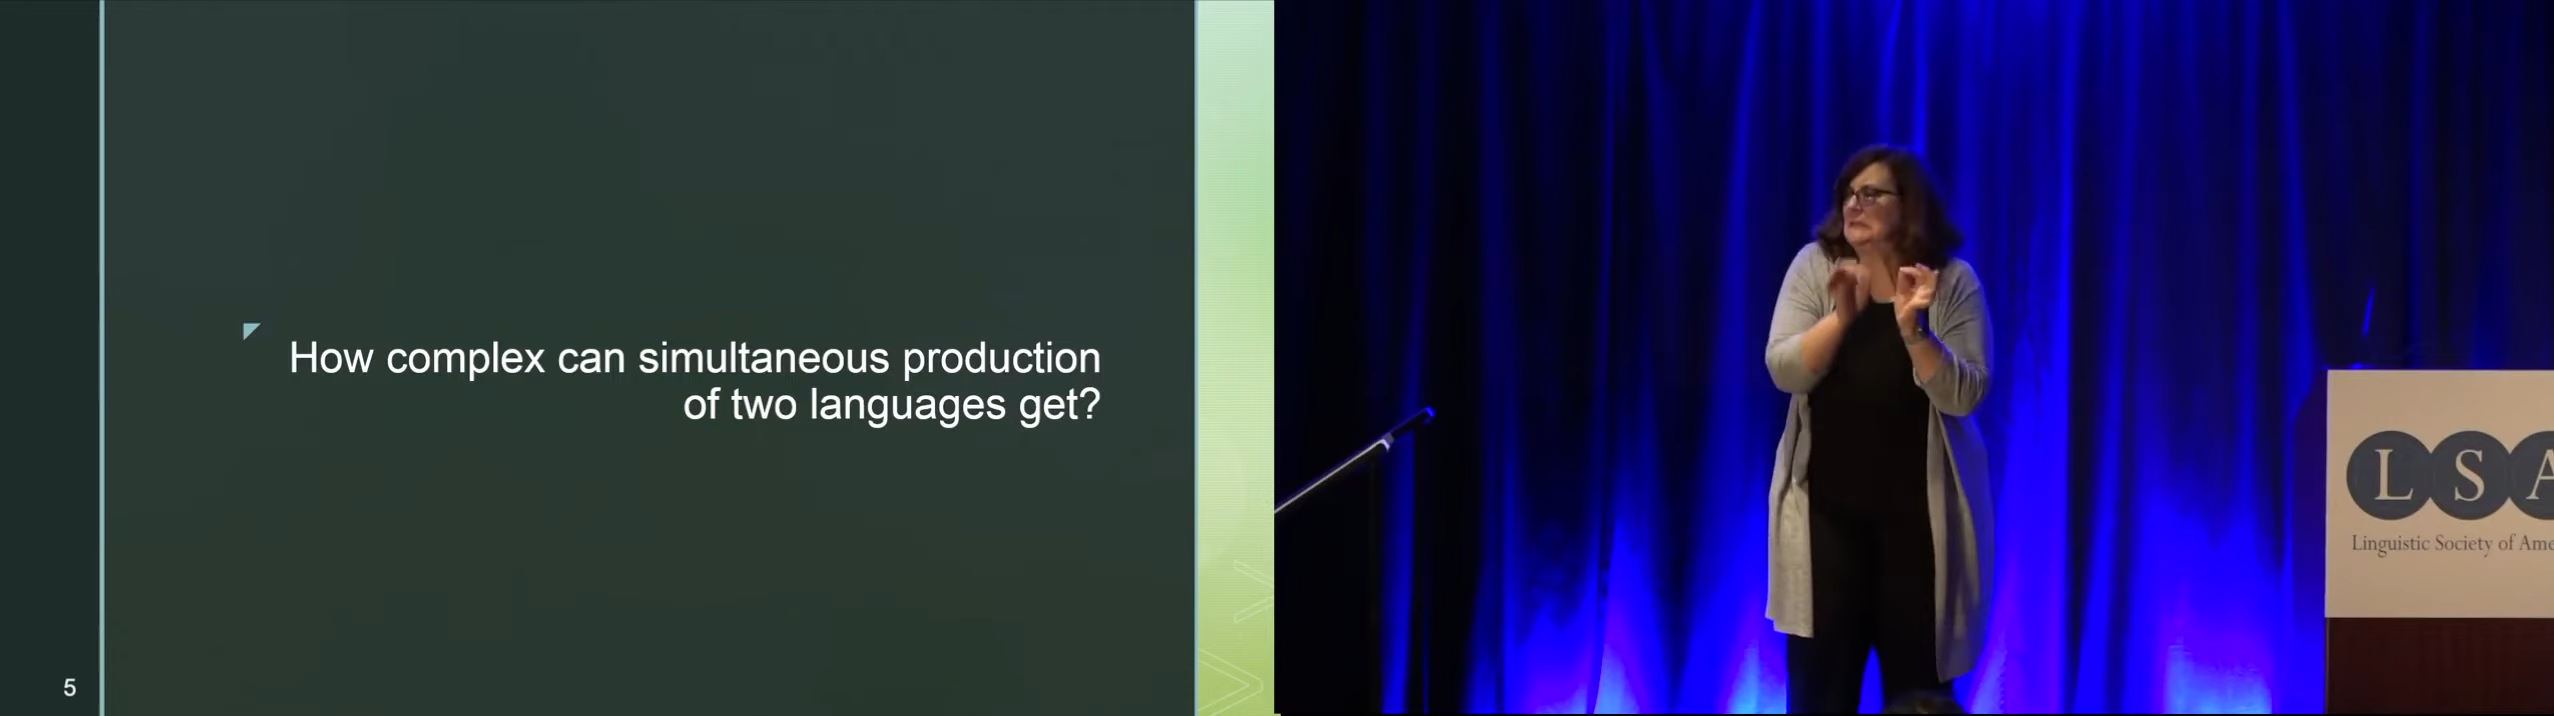 How complex can simultaneous production
of two languages get?
5
L S A
Linguistic Society of Ame